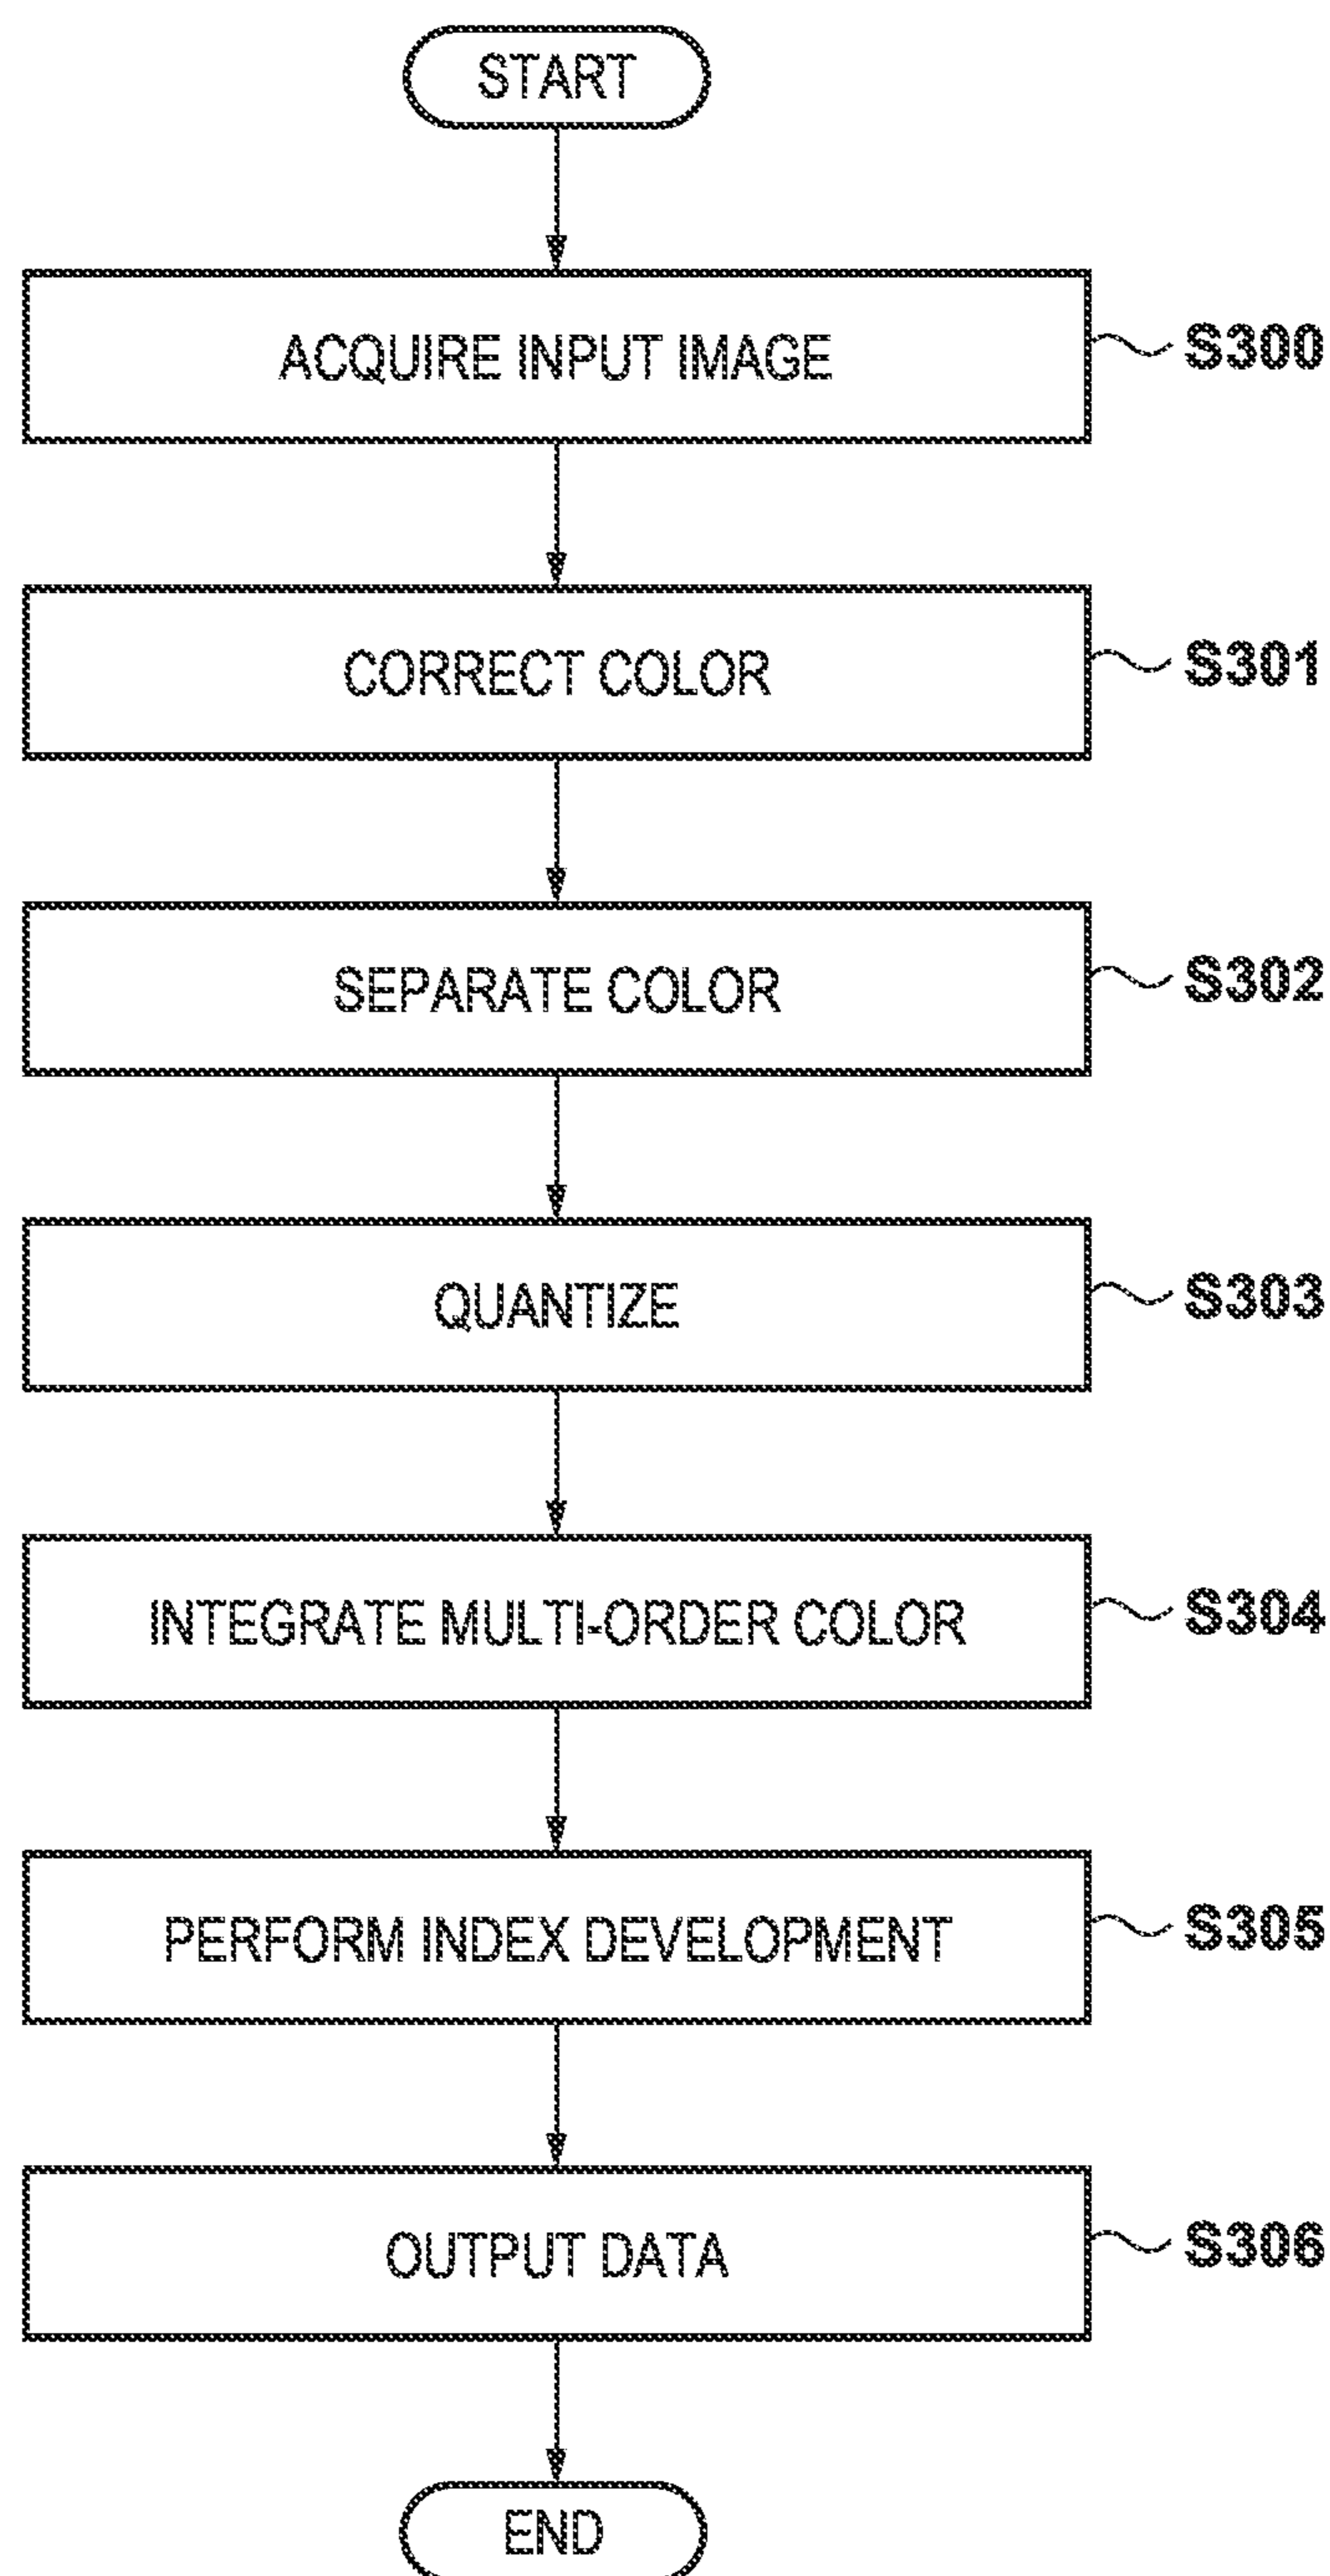 START
ACQUIRE INPUT IMAGE S300
CORRECT COLOR S301
SEPARATE COLOR S302
QUANTIZE S303
INTEGRATE MULTI-ORDER COLOR S304
PERFORM INDEX DEVELOPMENT S305
OUTPUT DATA S306
END